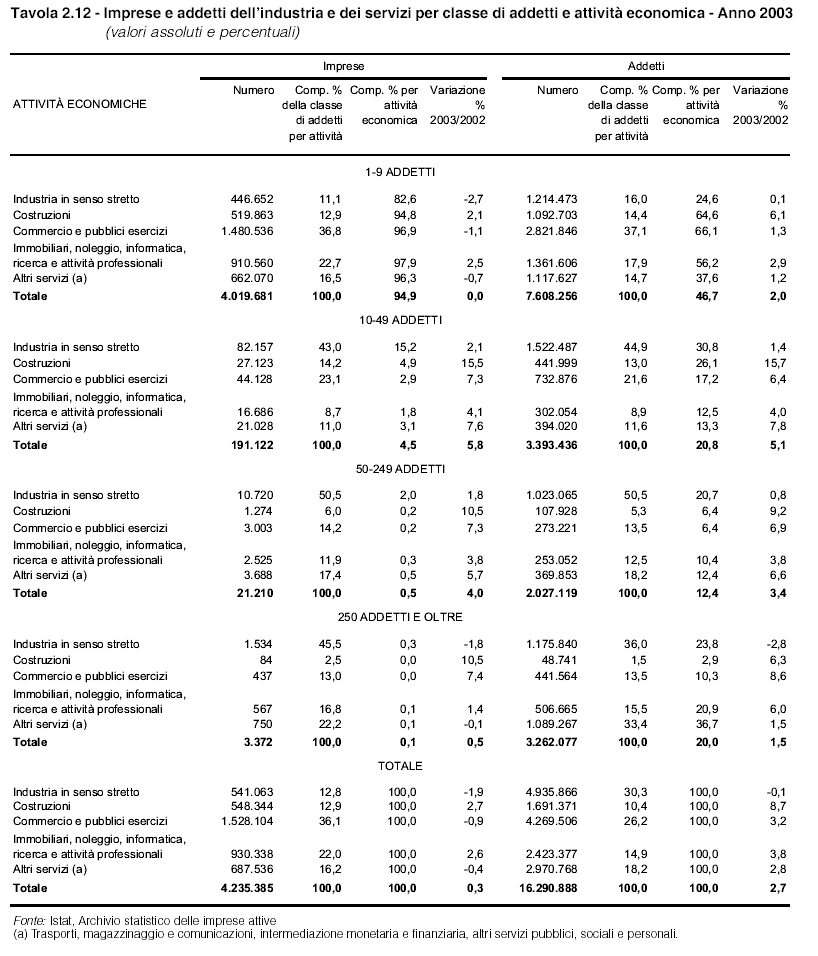 Tavola 2.12 - Imprese e addetti dell'industria e dei servizi per classe di addetti e attività economica - Anno 2003
(valori assoluti e percentuali)
Imprese Addetti
ATTIVITÀ ECONOMICHE Numero Comp. % Comp. % per Variazione Numero Comp. % Comp. % per Variazione
della classe attività % della classe attività %
di addetti economica 2003/2002 di addetti economica 2003/2002
per attività per attività
1-9 ADDETTI
Industria in senso stretto 446.652 11,1 82,6 -2,7 1.214.473 16,0 24,6 0,1
Costruzioni 519.863 12,9 94,8 2,1 1.092.703 14,4 64,6 6,1
Commercio e pubblici esercizi 1.480.536 36,8 96,9 -1,1 2.821.846 37,1 66,1 1,3
Immobiliari, noleggio, informatica,
ricerca e attività professionali 910.560 22,7 97,9 2,5 1.361.606 17,9 56,2 2,9
Altri servizi (a) 662.070 16,5 96,3 -0,7 1.117.627 14,7 37,6 1,2
Totale 4.019.681 100,0 94,9 0,0 7.608.256 100,0 46,7 2,0
10-49 ADDETTI
Industria in senso stretto 82.157 43,0 15,2 2,1 1.522.487 44,9 30,8 1,4
Costruzioni 27.123 14,2 4,9 15,5 441.999 13,0 26,1 15,7
Commercio e pubblici esercizi 44.128 23,1 2,9 7,3 732.876 21,6 17,2 6,4
Immobiliari, noleggio, informatica,
ricerca e attività professionali 16.686 8,7 1,8 4,1 302.054 8,9 12,5 4,0
Altri servizi (a) 21.028 11,0 3,1 7,6 394.020 11,6 13,3 7,8
Totale 191.122 100,0 4,5 5,8 3.393.436 100,0 20,8 5,1
50-249 ADDETTI
Industria in senso stretto 10.720 50,5 2,0 1,8 1.023.065 50,5 20,7 0,8
Costruzioni 1.274 6,0 0,2 10,5 107.928 5,3 6,4 9,2
Commercio e pubblici esercizi 3.003 14,2 0,2 7,3 273.221 13,5 6,4 6,9
Immobiliari, noleggio, informatica,
ricerca e attività professionali 2.525 11,9 0,3 3,8 253.052 12,5 10,4 3,8
Altri servizi (a) 3.688 17,4 0,5 5,7 369.853 18,2 12,4 6,6
Totale 21.210 100,0 0,5 4,0 2.027.119 100,0 12,4 3,4
250 ADDETTI E OLTRE
Industria in senso stretto 1.534 45,5 0,3 -1,8 1.175.840 36,0 23,8 -2,8
Costruzioni 84 2,5 0,0 10,5 48.741 1,5 2,9 6,3
Commercio e pubblici esercizi 437 13,0 0,0 7,4 441.564 13,5 10,3 8,6
Immobiliari, noleggio, informatica,
ricerca e attività professionali 567 16,8 0,1 1,4 506.665 15,5 20,9 6,0
Altri servizi (a) 750 22,2 0,1 -0,1 1.089.267 33,4 36,7 1,5
Totale 3.372 100,0 0,1 0,5 3.262.077 100,0 20,0 1,5
TOTALE
Industria in senso stretto 541.063 12,8 100,0 -1,9 4.935.866 30,3 100,0 -0,1
Costruzioni 548.344 12,9 100,0 2,7 1.691.371 10,4 100,0 8,7
Commercio e pubblici esercizi 1.528.104 36,1 100,0 -0,9 4.269.506 26,2 100,0 3,2
Immobiliari, noleggio, informatica,
ricerca e attività professionali 930.338 22,0 100,0 2,6 2.423.377 14,9 100,0 3,8
Altri servizi (a) 687.536 16,2 100,0 -0,4 2.970.768 18,2 100,0 2,8
Totale 4.235.385 100,0 100,0 0,3 16.290.888 100,0 100,0 2,7
Fonte: Istat, Archivio statistico delle imprese attive
(a) Trasporti, magazzinaggio e comunicazioni, intermediazione monetaria e finanziaria, altri servizi pubblici, sociali e personali.